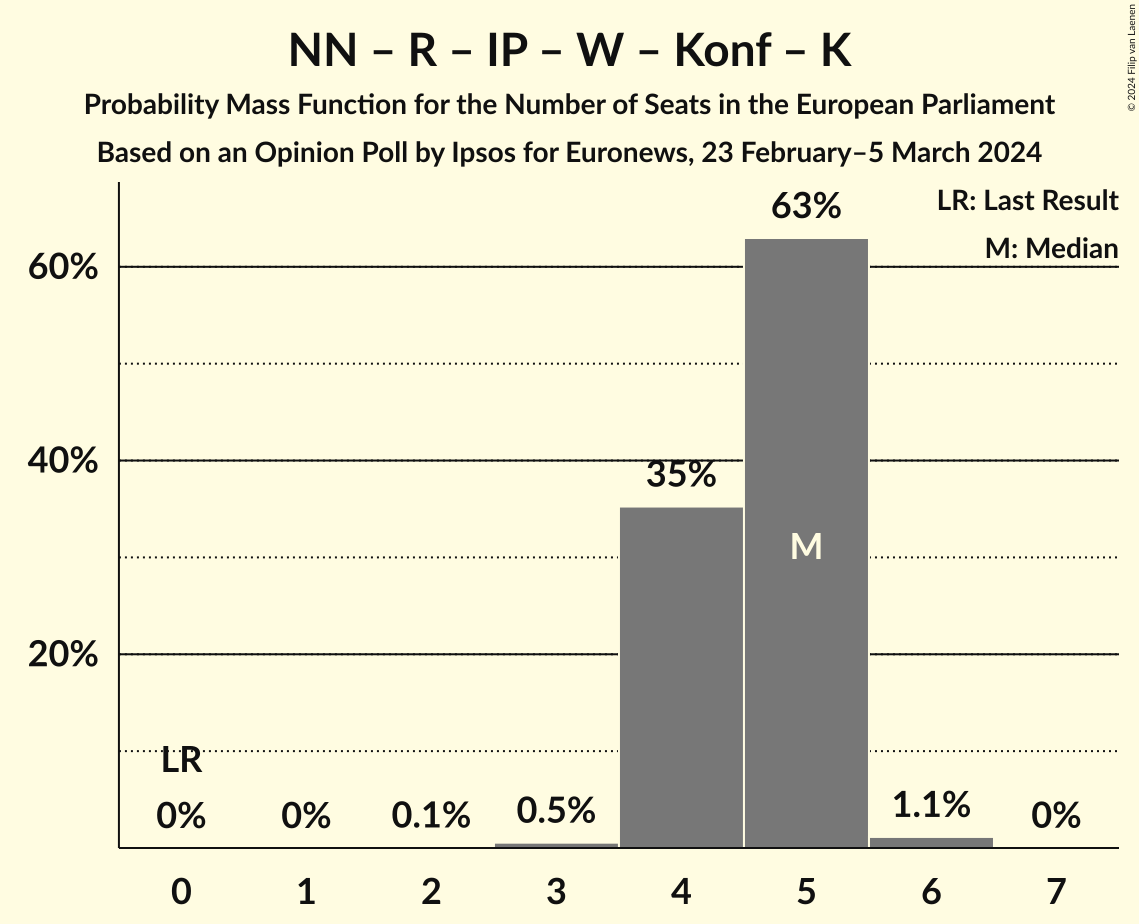 NN – R – IP – W – Konf – K
Probability Mass Function for the Number of Seats in the European Parliament
Based on an Opinion Poll by Ipsos for Euronews, 23 February–5 March 2024
© 2024 Filip van Laenen
LR: Last Result
M: Median
63%
60%
40%
35%
M
20%
LR
0%
0%
0.1%
0.5%
1.1%
0%
0 1 2 3 4 5 6 7